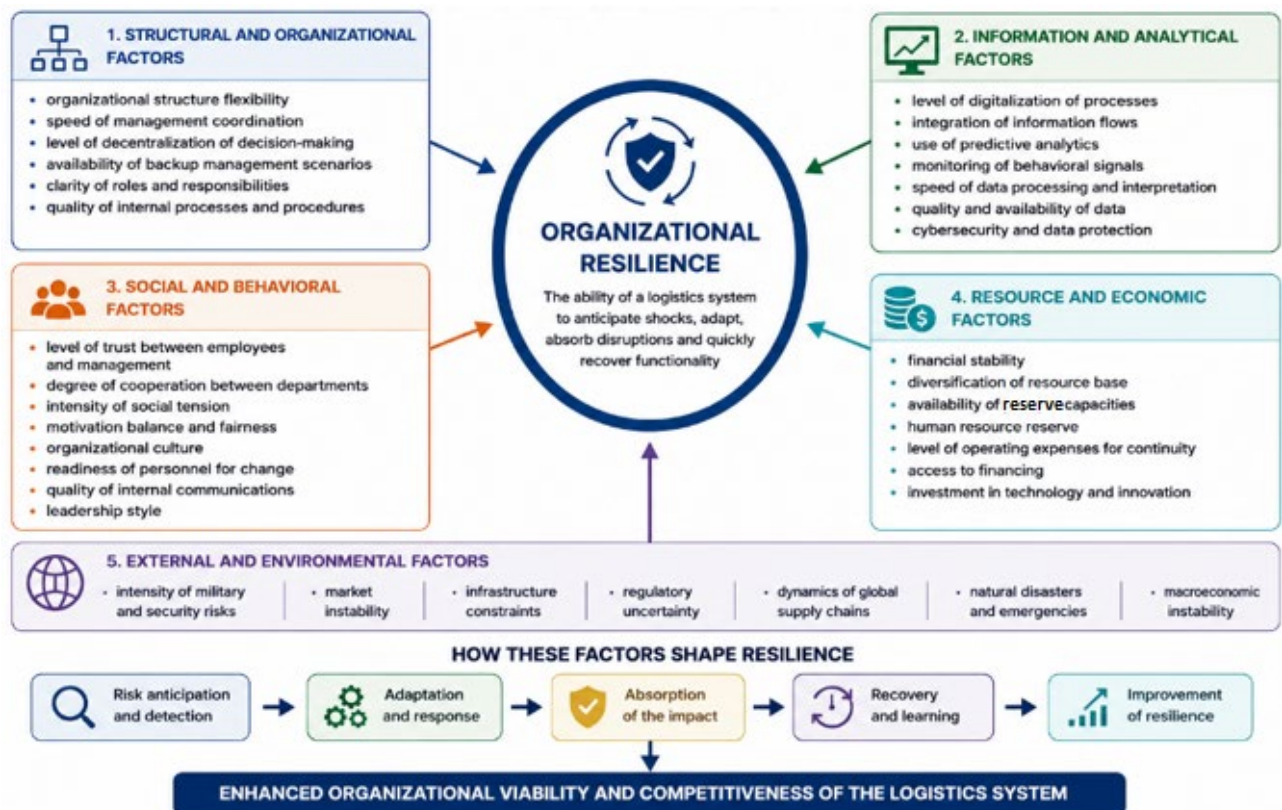 1. STRUCTURAL AND ORGANIZATIONAL
FACTORS
• organizational structure flexibility
• speed of management coordination
• level of decentralization of decision-making
• availability of backup management scenarios
• clarity of roles and responsibilities
• quality of internal processes and procedures
2. INFORMATION AND ANALYTICAL
FACTORS
• level of digitalization of processes
• integration of information flows
• use of predictive analytics
• monitoring of behavioral signals
• speed of data processing and interpretation
• quality and availability of data
• cybersecurity and data protection
ORGANIZATIONAL
RESILIENCE
The ability of a logistics system
to anticipate shocks, adapt,
absorb disruptions and quickly
recover functionality
3. SOCIAL AND BEHAVIORAL
FACTORS
• level of trust between employees
and management
• degree of cooperation between departments
• intensity of social tension
• motivation balance and fairness
• organizational culture
• readiness of personnel for change
• quality of internal communications
• leadership style
$
4. RESOURCE AND ECONOMIC
FACTORS
• financial stability
• diversification of resource base
• availability of reserve capacities
• human resource reserve
• level of operating expenses for continuity
• access to financing
• investment in technology and innovation
5. EXTERNAL AND ENVIRONMENTAL FACTORS
• intensity of military
and security risks
• market
instability
• infrastructure
constraints
• regulatory
uncertainty
• dynamics of global
supply chains
• natural disasters
and emergencies
• macroeconomic
instability
HOW THESE FACTORS SHAPE RESILIENCE
Risk anticipation
and detection
Adaptation
and response
Absorption
of the impact
Recovery
and learning
Improvement
of resilience
ENHANCED ORGANIZATIONAL VIABILITY AND COMPETITIVENESS OF THE LOGISTICS SYSTEM